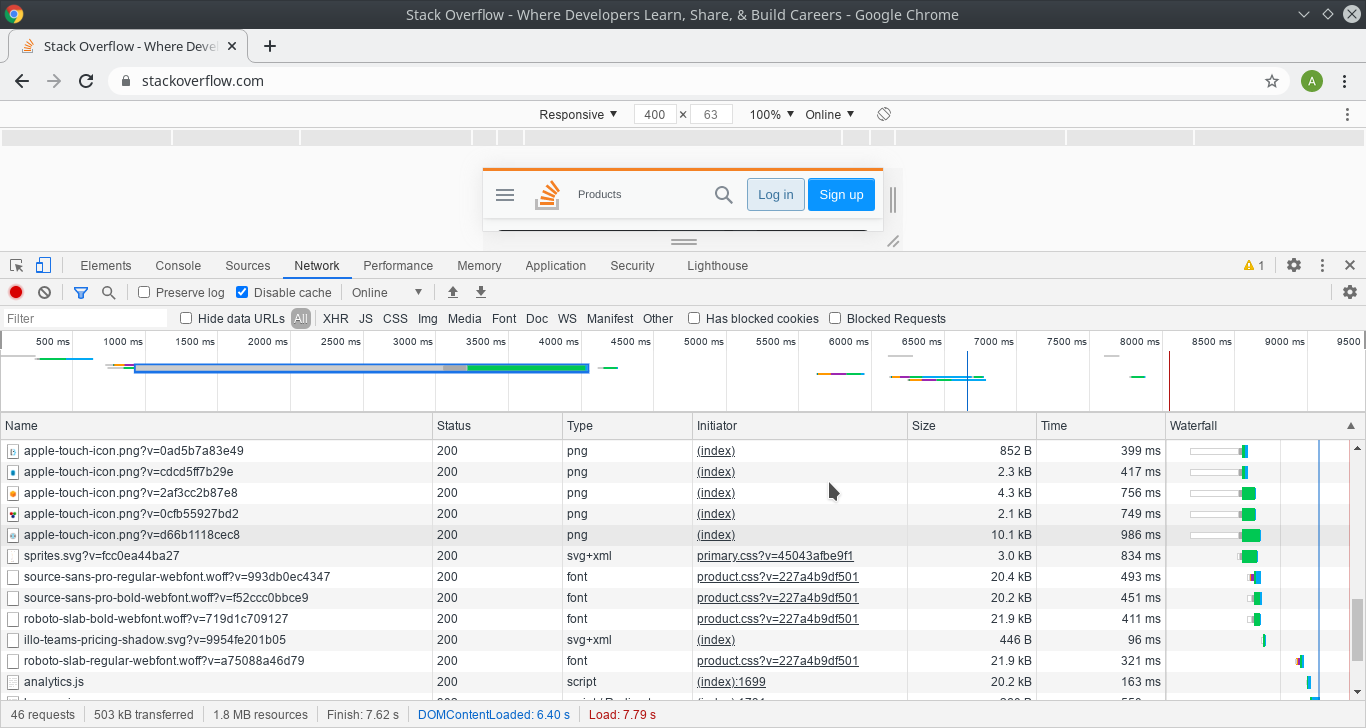 Stack Overflow - Where Developers Learn, Share, & Build Careers - Google Chrome
Stack Overflow - Where Devel
stackoverflow.com
A
Responsive 400 × 63 100% Online
Products Log in Sign up
Elements Console Sources Network Performance Memory Application Security Lighthouse 1
Preserve log Disable cache Online
Filter Hide data URLs All XHR JS CSS Img Media Font Doc WS Manifest Other Has blocked cookies Blocked Requests
500 ms 1000 ms 1500 ms 2000 ms 2500 ms 3000 ms 3500 ms 4000 ms 4500 ms 5000 ms 5500 ms 6000 ms 6500 ms 7000 ms 7500 ms 8000 ms 8500 ms 9000 ms 9500
Name Status Type Initiator Size Time Waterfall
apple-touch-icon.png?v=0ad5b7a83e49 200 png (index) 852 B 399 ms
apple-touch-icon.png?v=cdcd5ff7b29e 200 png (index) 2.3 kB 417 ms
apple-touch-icon.png?v=2af3cc2b87e8 200 png (index) 4.3 kB 756 ms
apple-touch-icon.png?v=0cfb55927bd2 200 png (index) 2.1 kB 749 ms
apple-touch-icon.png?v=d66b1118cec8 200 png (index) 10.1 kB 986 ms
sprites.svg?v=fcc0ea44ba27 200 svg+xml primary.css?v=45043afbe9f1 3.0 kB 834 ms
source-sans-pro-regular-webfont.woff?v=993db0ec4347 200 font product.css?v=227a4b9df501 20.4 kB 493 ms
source-sans-pro-bold-webfont.woff?v=f52ccc0bbce9 200 font product.css?v=227a4b9df501 20.2 kB 451 ms
roboto-slab-bold-webfont.woff?v=719d1c709127 200 font product.css?v=227a4b9df501 21.9 kB 411 ms
illo-teams-pricing-shadow.svg?v=9954fe201b05 200 svg+xml (index) 446 B 96 ms
roboto-slab-regular-webfont.woff?v=a75088a46d79 200 font product.css?v=227a4b9df501 21.9 kB 321 ms
analytics.js 200 script (index):1699 20.2 kB 163 ms
46 requests 503 kB transferred 1.8 MB resources Finish: 7.62 s DOMContentLoaded: 6.40 s Load: 7.79 s